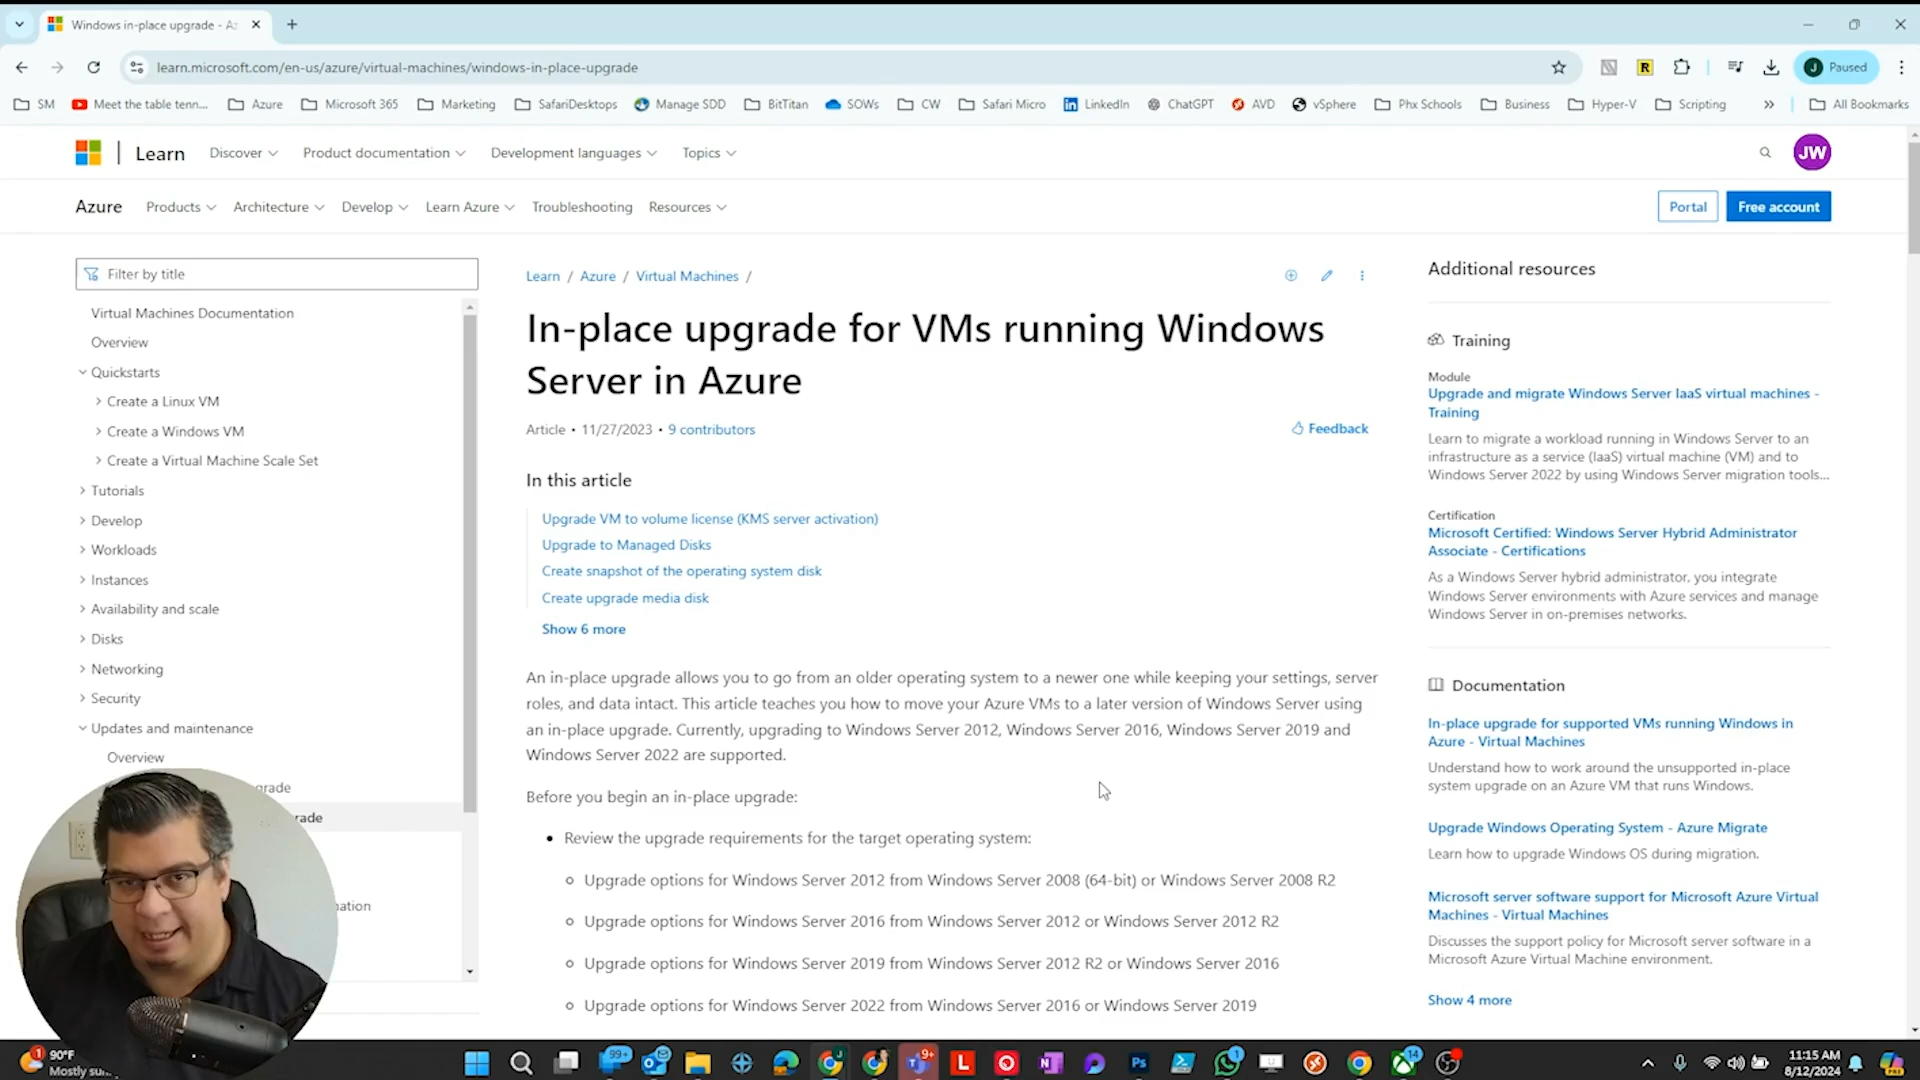 Windows in-place upgrade - Az
learn.microsoft.com/en-us/azure/virtual-machines/windows-in-place-upgrade
R
J Paused
SM Meet the table tenn... Azure Microsoft 365 Marketing SafariDesktops Manage SDD BitTitan SOWs CW Safari Micro LinkedIn ChatGPT AVD vSphere Phx Schools Business Hyper-V Scripting » All Bookmarks
Learn Discover Product documentation Development languages Topics JW
Azure Products Architecture Develop Learn Azure Troubleshooting Resources Portal Free account
Filter by title
Virtual Machines Documentation
Overview
Quickstarts
Create a Linux VM
Create a Windows VM
Create a Virtual Machine Scale Set
Tutorials
Develop
Workloads
Instances
Availability and scale
Disks
Networking
Security
Updates and maintenance
Overview
Learn / Azure / Virtual Machines /
In-place upgrade for VMs running Windows
Server in Azure
Article • 11/27/2023 • 9 contributors
Feedback
In this article
Upgrade VM to volume license (KMS server activation)
Upgrade to Managed Disks
Create snapshot of the operating system disk
Create upgrade media disk
Show 6 more
An in-place upgrade allows you to go from an older operating system to a newer one while keeping your settings, server
roles, and data intact. This article teaches you how to move your Azure VMs to a later version of Windows Server using
an in-place upgrade. Currently, upgrading to Windows Server 2012, Windows Server 2016, Windows Server 2019 and
Windows Server 2022 are supported.
Before you begin an in-place upgrade:
• Review the upgrade requirements for the target operating system:
Upgrade options for Windows Server 2012 from Windows Server 2008 (64-bit) or Windows Server 2008 R2
Upgrade options for Windows Server 2016 from Windows Server 2012 or Windows Server 2012 R2
Upgrade options for Windows Server 2019 from Windows Server 2012 R2 or Windows Server 2016
Upgrade options for Windows Server 2022 from Windows Server 2016 or Windows Server 2019
Additional resources
Training
Module
Upgrade and migrate Windows Server IaaS virtual machines -
Training
Learn to migrate a workload running in Windows Server to an
infrastructure as a service (IaaS) virtual machine (VM) and to
Windows Server 2022 by using Windows Server migration tools...
Certification
Microsoft Certified: Windows Server Hybrid Administrator
Associate - Certifications
As a Windows Server hybrid administrator, you integrate
Windows Server environments with Azure services and manage
Windows Server in on-premises networks.
Documentation
In-place upgrade for supported VMs running Windows in
Azure - Virtual Machines
Understand how to work around the unsupported in-place
system upgrade on an Azure VM that runs Windows.
Upgrade Windows Operating System - Azure Migrate
Learn how to upgrade Windows OS during migration.
Microsoft server software support for Microsoft Azure Virtual
Machines - Virtual Machines
Discusses the support policy for Microsoft server software in a
Microsoft Azure Virtual Machine environment.
Show 4 more
1 90°F
Mostly sun
99+
9+
L
N
Ps
1
14
11:15 AM
8/12/2024